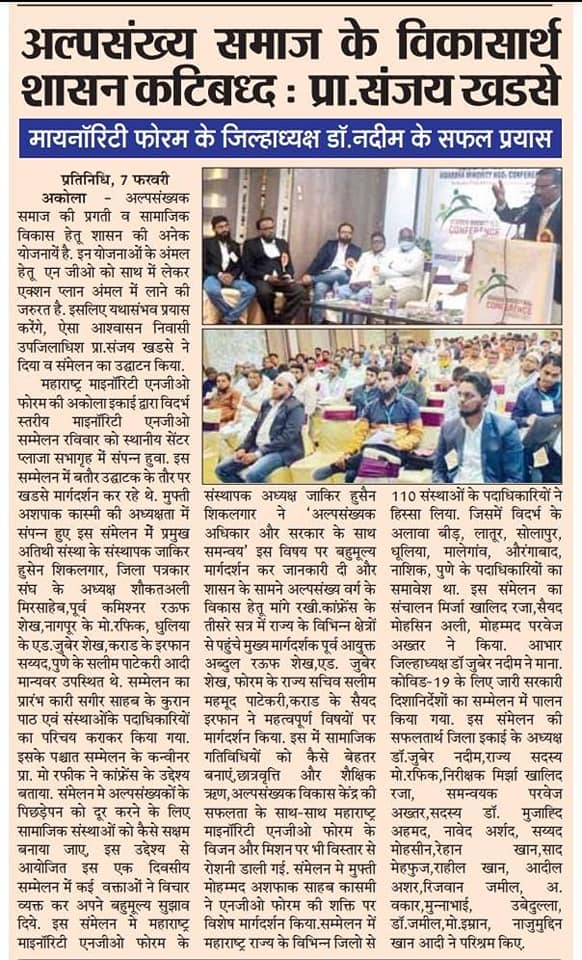 अल्पसंख्य समाज के विकासार्थ
शासन कटिबध्द : प्रा.संजय खडसे
मायनॉरिटी फोरम के जिल्हाध्यक्ष डॉ.नदीम के सफल प्रयास
प्रतिनिधि, 7 फरवरी
अकोला – अल्पसंख्यक
समाज की प्रगती व सामाजिक
विकास हेतू शासन की अनेक
योजनायें है. इन योजनाओं के अंमल
हेतू एन जीओ को साथ में लेकर
एक्शन प्लान अंमल में लाने की
जरुरत है. इसलिए यथासंभव प्रयास
करेंगे, ऐसा आश्वासन निवासी
उपजिलाधिश प्रा.संजय खडसे ने
दिया व संमेलन का उद्घाटन किया.
महाराष्ट्र माइनॉरिटी एनजीओ
फोरम की अकोला इकाई द्वारा विदर्भ
स्तरीय माइनॉरिटी एनजीओ
सम्मेलन रविवार को स्थानीय सेंटर
प्लाजा सभागृह में संपन्न हुवा. इस
सम्मेलन में बतौर उद्घाटक के तौर पर
खडसे मार्गदर्शन कर रहे थे. मुफ्ती
अशपाक कास्मी की अध्यक्षता में
संपन्न हुए इस संमेलन में प्रमुख
अतिथी संस्था के संस्थापक जाकिर
हुसेन शिकलगार, जिला पत्रकार
संघ के अध्यक्ष शौकतअली
मिरसाहेब,पूर्व कमिश्नर रऊफ
शेख,नागपूर के मो.रफिक, धुलिया
के एड.जुबेर शेख,कराड के इरफान
सय्यद,पुणे के सलीम पाटेकरी आदी
मान्यवर उपस्थित थे. सम्मेलन का
प्रारंभ कारी सगीर साहब के कुरान
पाठ एवं संस्थाओंके पदाधिकारियों
का परिचय कराकर किया गया.
इसके पश्चात सम्मेलन के कन्वीनर
प्रा. मो रफीक ने कांफ्रेंस के उद्देश्य
बताया. संमेलन मे अल्पसंख्यकों के
पिछड़ेपन को दूर करने के लिए
सामाजिक संस्थाओं को कैसे सक्षम
बनाया जाए, इस उद्देश्य से
आयोजित इस एक दिवसीय
सम्मेलन में कई वक्ताओं ने विचार
व्यक्त कर अपने बहुमूल्य सुझाव
दिये. इस संमेलन मे महाराष्ट्र
माइनॉरिटी एनजीओ फोरम के
VIDARBHA MINORITY NGOs CONFERENCE
CONFERENCE
CONFERENCE
संस्थापक अध्यक्ष जाकिर हुसैन
शिकलगार ने 'अल्पसंख्यक
अधिकार और सरकार के साथ
समन्वय' इस विषय पर बहुमूल्य
मार्गदर्शन कर जानकारी दी और
शासन के सामने अल्पसंख्य वर्ग के
विकास हेतू मांगे रखी.कांफ्रेंस के
तीसरे सत्र में राज्य के विभिन्न क्षेत्रों
से पहुंचे मुख्य मार्गदर्शक पूर्व आयुक्त
अब्दुल रऊफ शेख,एड. जुबेर
शेख, फोरम के राज्य सचिव सलीम
महमूद पाटेकरी,कराड के सैयद
इरफान ने महत्वपूर्ण विषयों पर
मार्गदर्शन किया. इस में सामाजिक
गतिविधियों को कैसे बेहतर
बनाएं,छात्रवृत्ति और शैक्षिक
ऋण,अल्पसंख्यक विकास केंद्र की
सफलता के साथ-साथ महाराष्ट्र
माइनॉरिटी एनजीओ फोरम के
विजन और मिशन पर भी विस्तार से
रोशनी डाली गई. संमेलन मे मुफ्ती
मोहम्मद अशफाक साहब कासमी
ने एनजीओ फोरम की शक्ति पर
विशेष मार्गदर्शन किया.सम्मेलन में
महाराष्ट्र राज्य के विभिन्न जिलो से
110 संस्थाओं के पदाधिकारियों ने
हिस्सा लिया. जिसमें विदर्भ के
अलावा बीड़, लातूर, सोलापुर,
धूलिया, मालेगांव, औरंगाबाद,
नाशिक, पुणे के पदाधिकारियों का
समावेश था. इस संमेलन का
संचालन मिर्जा खालिद रजा,सैयद
मोहसिन अली, मोहम्मद परवेज
अख्तर ने किया. आभार
जिल्हाध्यक्ष डॉ जुबेर नदीम ने माना.
कोविड-19 के लिए जारी सरकारी
दिशानिर्देशों का सम्मेलन में पालन
किया गया. इस संमेलन की
सफलतार्थ जिला इकाई के अध्यक्ष
डॉ.जुबेर नदीम,राज्य सदस्य
मो.रफिक,निरीक्षक मिर्झा खालिद
रजा, समन्वयक परवेज
अख्तर,सदस्य डॉ. मुजाहिद
अहमद, नावेद अर्शद, सय्यद
मोहसीन,रेहान खान,साद
मेहफुज,राहील खान, आदील
अशर,रिजवान जमील, अ.
वकार,मुन्नाभाई, उबेदुल्ला,
डॉ.जमील,मो.इम्रान, नाजुमुद्दिन
खान आदी ने परिश्रम किए.